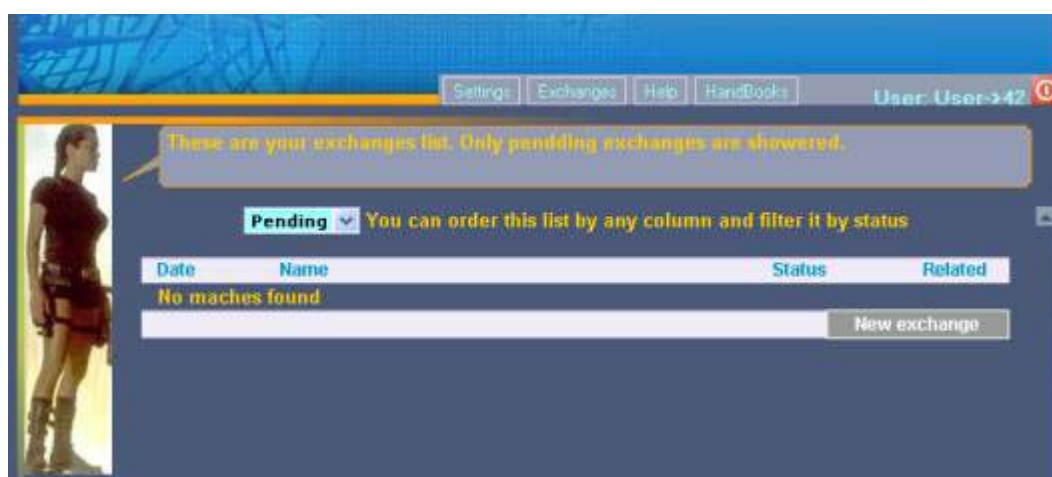 Settings Exchanges Help HandBooks User: User->42
These are your exchanges list. Only pendding exchanges are showered.
Pending You can order this list by any column and filter it by status
Date Name Status Related
No maches found
New exchange